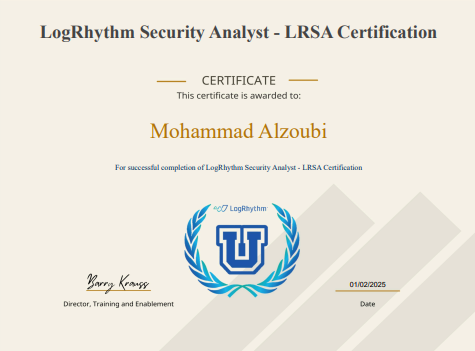 LogRhythm Security Analyst - LRSA Certification
CERTIFICATE
This certificate is awarded to:
Mohammad Alzoubi
For successful completion of LogRhythm Security Analyst - LRSA Certification
LogRhythm
U
Barry Krauss
01/02/2025
Director, Training and Enablement
Date